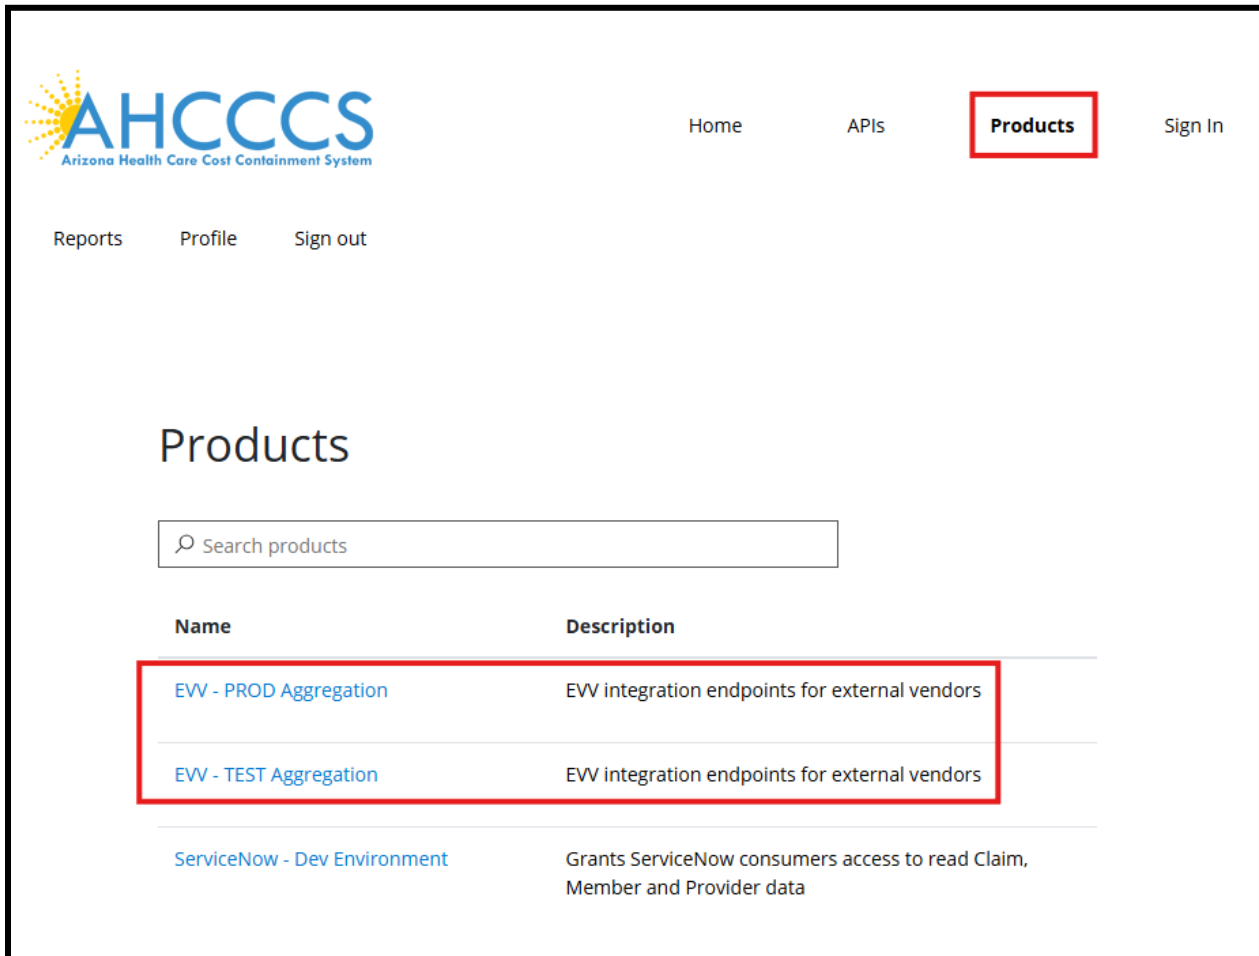 AHCCCS
Arizona Health Care Cost Containment System
Home APIs Products Sign In
Reports Profile Sign out
Products
Search products
Name Description
EVV - PROD Aggregation EVV integration endpoints for external vendors
EVV - TEST Aggregation EVV integration endpoints for external vendors
ServiceNow - Dev Environment Grants ServiceNow consumers access to read Claim,
Member and Provider data